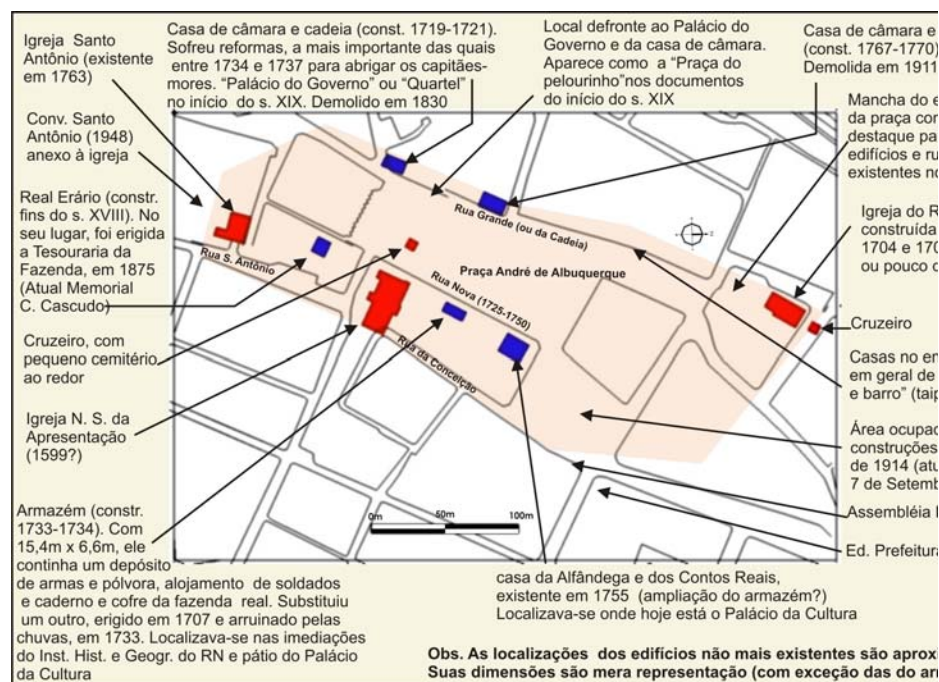 Igreja Santo
Antônio (existente
em 1763)
Conv. Santo
Antônio (1948)
anexo à igreja
Real Erário (constr.
fins do s. XVIII). No
seu lugar, foi erigida
a Tesouraria da
Fazenda, em 1875
(Atual Memorial
C. Cascudo)
Cruzeiro, com
pequeno cemitério
ao redor
Igreja N. S. da
Apresentação
(1599?)
Armazém (constr.
1733-1734). Com
15,4m x 6,6m, ele
continha um depósito
de armas e pólvora, alojamento de soldados
e caderno e cofre da fazenda real. Substituiu
um outro, erigido em 1707 e arruinado pelas
chuvas, em 1733. Localizava-se nas imediações
do Inst. Hist. e Geogr. do RN e pátio do Palácio
da Cultura
Casa de câmara e cadeia (const. 1719-1721).
Sofreu reformas, a mais importante das quais
entre 1734 e 1737 para abrigar os capitães-
mores. “Palácio do Governo” ou “Quartel”
no início do s. XIX. Demolido em 1830
Local defronte ao Palácio do
Governo e da casa de câmara.
Aparece como a “Praça do
pelourinho”nos documentos
do início do s. XIX
Casa de câmara e
(const. 1767-1770)
Demolida em 1911
Mancha do e
da praça con
destaque pa
edifícios e ru
existentes no
Igreja do R
construída
1704 e 170
ou pouco d
Cruzeiro
Casas no en
em geral de
e barro” (taip
Área ocupad
construções
de 1914 (atu
7 de Setemb
Assembléia
Ed. Prefeitura
Rua Grande (ou da Cadeia)
Praça André de Albuquerque
Rua Nova (1725-1750)
Rua S. Antônio
Rua da Conceição
0m 50m 100m
casa da Alfândega e dos Contos Reais,
existente em 1755 (ampliação do armazém?)
Localizava-se onde hoje está o Palácio da Cultura
Obs. As localizações dos edifícios não mais existentes são aproxi
Suas dimensões são mera representação (com exceção das do arm